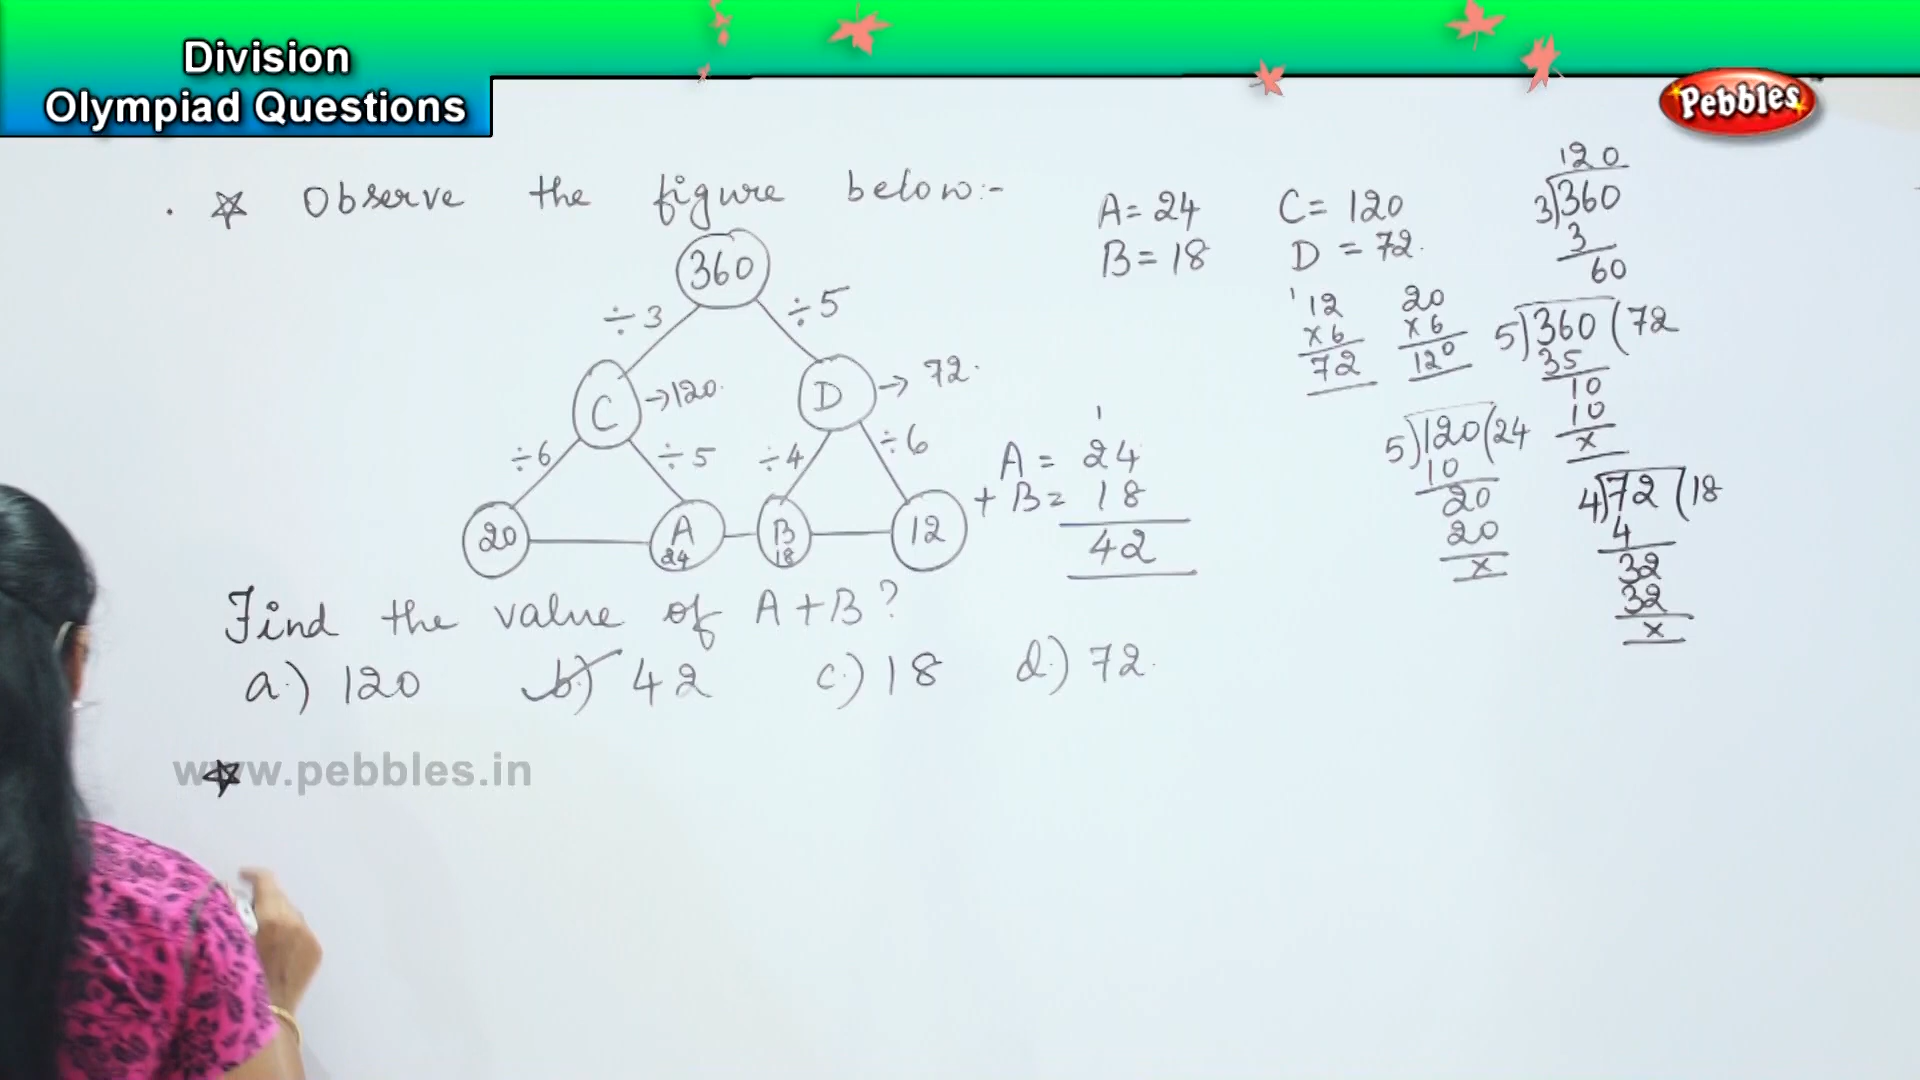 Division
Olympiad Questions
Pebbles
☆ Observe the figure below:-
360
÷3 ÷5
C →120. D → 72.
÷6 ÷5 ÷4 ÷6
20 A 24 B 18 12
Find the value of A+B?
a.) 120 b.) 42 c.) 18 d.) 72.
A= 24 C= 120
B= 18 D = 72.
1
12
x6
72
20
x6
120
1
A = 24
+ B= 18
42
120
3)360
3
60
5)360(72
35
10
10
x
5)120(24
10
20
20
x
4)72(18
4
32
32
x
www.pebbles.in
☆